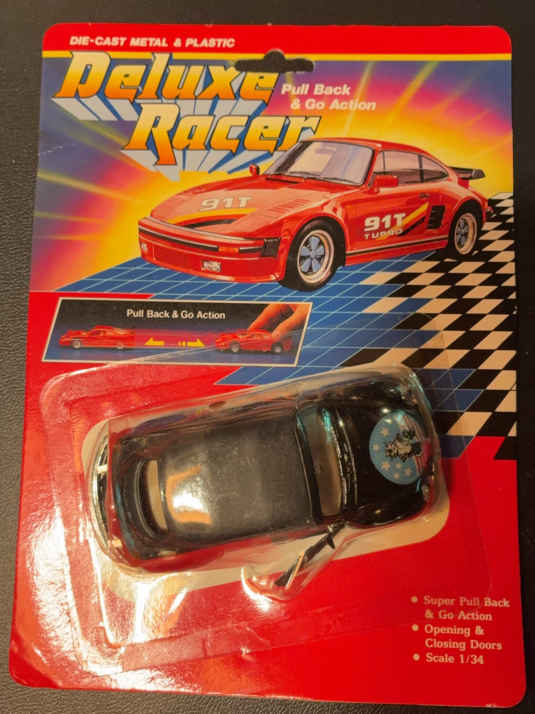 DIE-CAST METAL & PLASTIC
Deluxe
Racer
Pull Back
& Go Action
91T
91T
TURBO
Pull Back & Go Action
• Super Pull Back
& Go Action
• Opening &
Closing Doors
• Scale 1/34